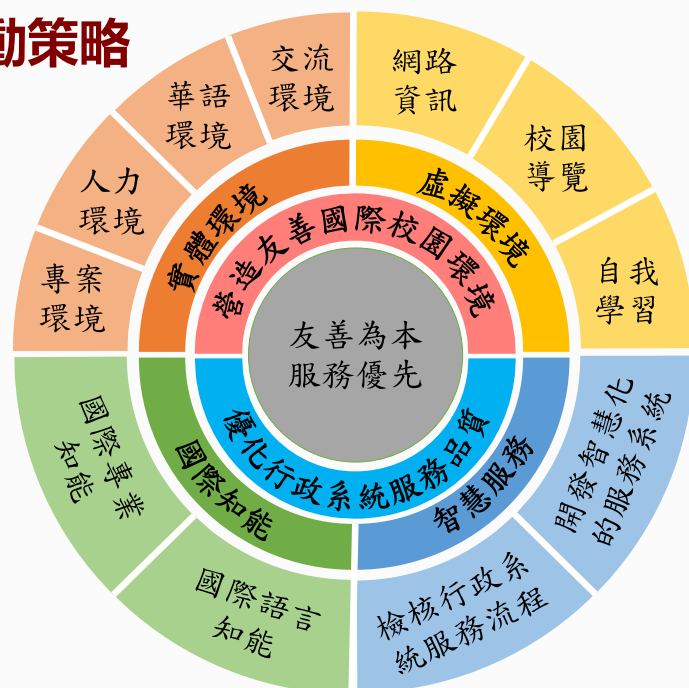 動策略
交流
環境
網路
資訊
華語
環境
校園
導覽
人力
環境
自我
學習
專案
環境
實體環境
虛擬環境
營造友善國際校園環境
友善為本
服務優先
優化行政系統服務品質
國際知能
智慧服務
國際專業
知能
國際語言
知能
檢核行政系
統服務流程
開發智慧化
的服務系統